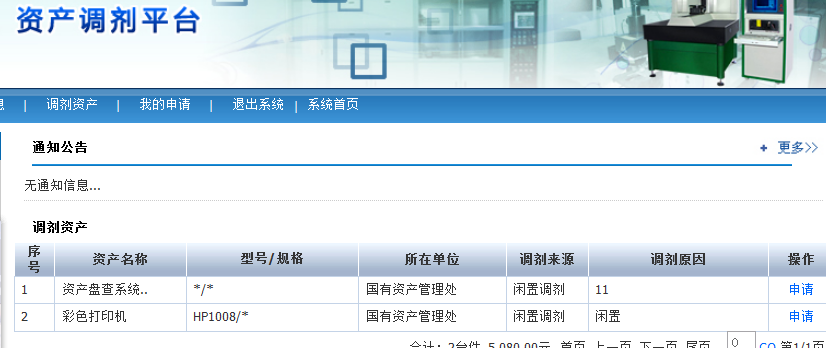 资产调剂平台
息 | 调剂资产 | 我的申请 | 退出系统 | 系统首页
通知公告 + 更多>>
无通知信息...
调剂资产
序号 资产名称 型号/规格 所在单位 调剂来源 调剂原因 操作
1 资产盘查系统.. */* 国有资产管理处 闲置调剂 11 申请
2 彩色打印机 HP1008/* 国有资产管理处 闲置调剂 闲置 申请
合计: 2台件 5,080.00元 首页 上一页 下一页 尾页 0 GO 第1/1页